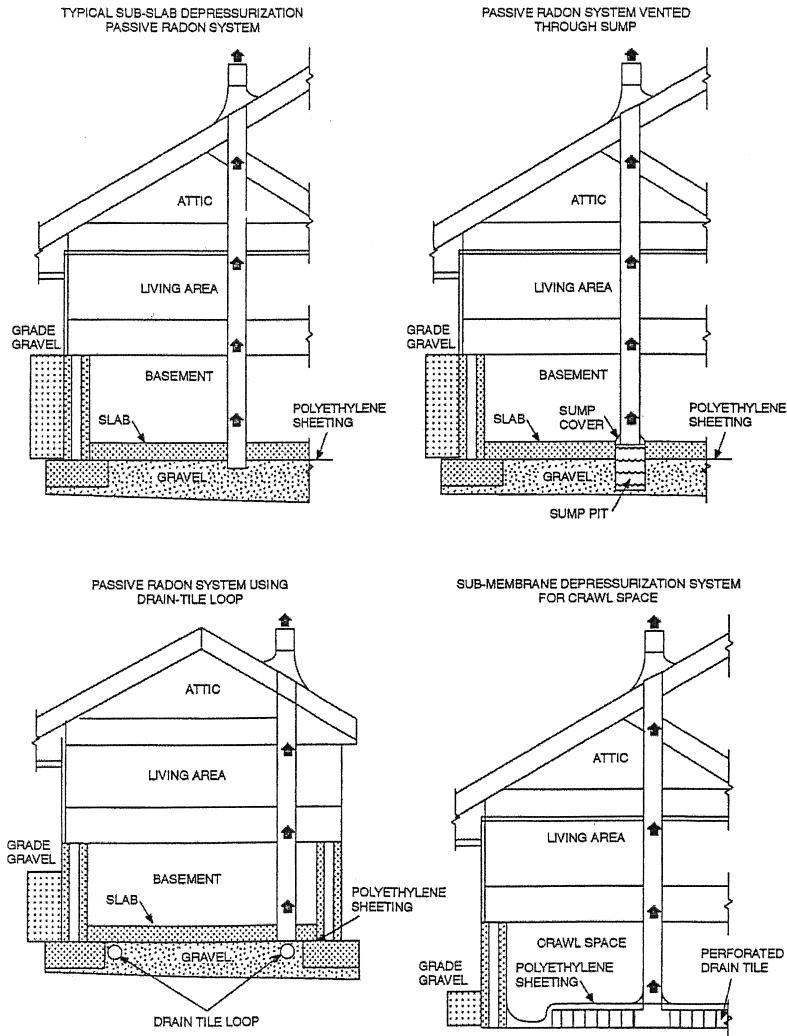 TYPICAL SUB-SLAB DEPRESSURIZATION
PASSIVE RADON SYSTEM
ATTIC
LIVING AREA
GRADE
GRAVEL
BASEMENT
SLAB
POLYETHYLENE
SHEETING
GRAVEL
PASSIVE RADON SYSTEM VENTED
THROUGH SUMP
ATTIC
LIVING AREA
GRADE
GRAVEL
BASEMENT
SLAB
SUMP
COVER
POLYETHYLENE
SHEETING
GRAVEL
SUMP PIT
PASSIVE RADON SYSTEM USING
DRAIN-TILE LOOP
ATTIC
LIVING AREA
GRADE
GRAVEL
BASEMENT
SLAB
POLYETHYLENE
SHEETING
GRAVEL
DRAIN TILE LOOP
SUB-MEMBRANE DEPRESSURIZATION SYSTEM
FOR CRAWL SPACE
ATTIC
LIVING AREA
CRAWL SPACE
GRADE
GRAVEL
POLYETHYLENE
SHEETING
PERFORATED
DRAIN TILE